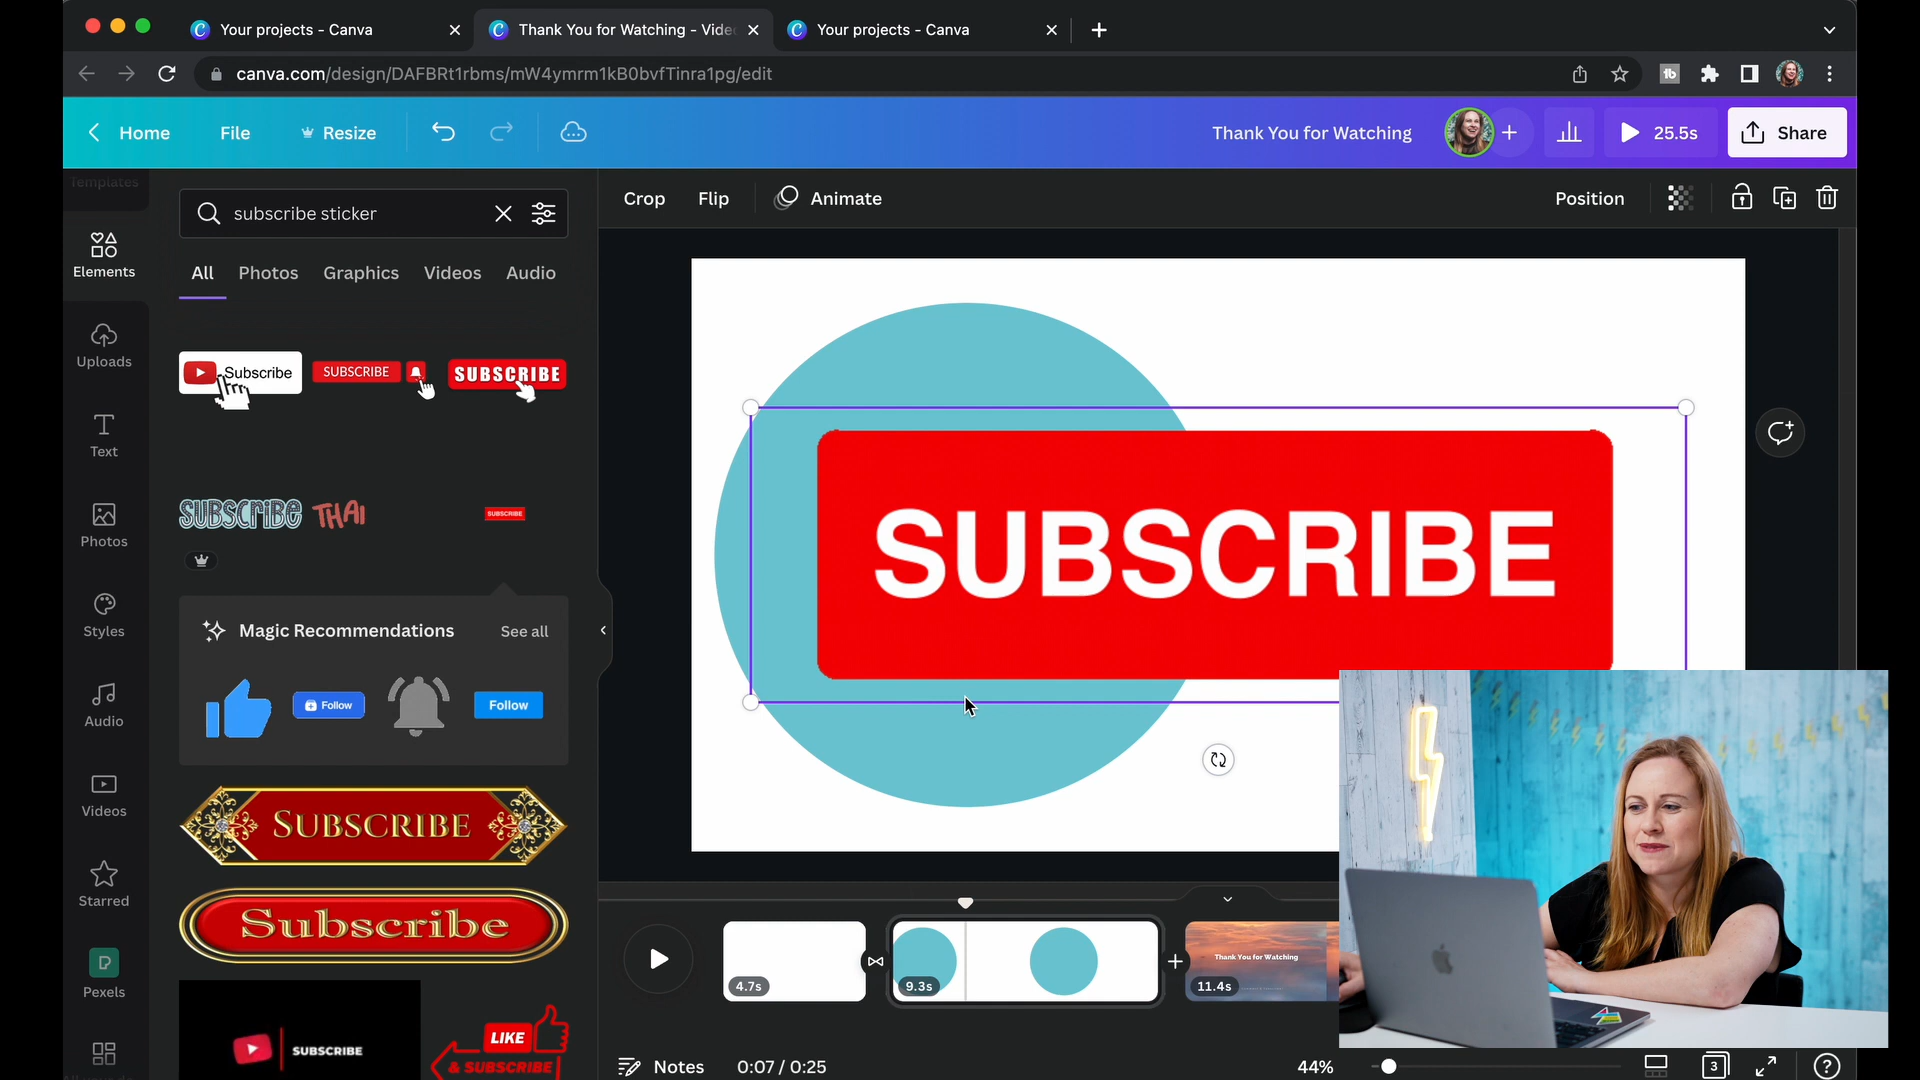 Your projects - Canva
Thank You for Watching - Vide
Your projects - Canva
canva.com/design/DAFBRt1rbms/mW4ymrm1kB0bvfTinra1pg/edit
Home
File
Resize
Thank You for Watching
25.5s
Share
Templates
Elements
Uploads
Text
Photos
Styles
Audio
Videos
Starred
Pexels
subscribe sticker
All
Photos
Graphics
Videos
Audio
Subscribe
SUBSCRIBE
SUBSCRIBE
SUBSCRIBE
THAI
SUBSCRIBE
Magic Recommendations
See all
Follow
Follow
SUBSCRIBE
Subscribe
SUBSCRIBE
LIKE
& SUBSCRIBE
Crop
Flip
Animate
Position
SUBSCRIBE
4.7s
9.3s
Thank You for Watching
11.4s
Notes
0:07 / 0:25
44%
3